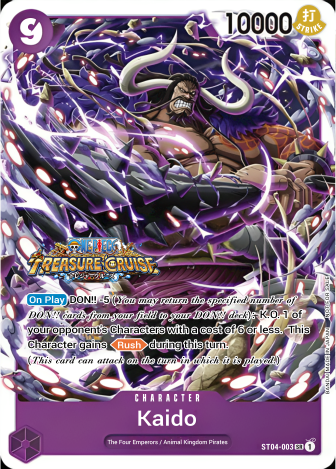 9
10000
打
STRIKE
ONE PIECE
TREASURE CRUISE
On Play DON!! -5 (You may return the specified number of
DON!! cards from your field to your DON!! deck): K.O. 1 of
your opponent's Characters with a cost of 6 or less. This
Character gains Rush during this turn.
(This card can attack on the turn in which it is played.)
CHARACTER
Kaido
The Four Emperors / Animal Kingdom Pirates
ST04-003 SR 1